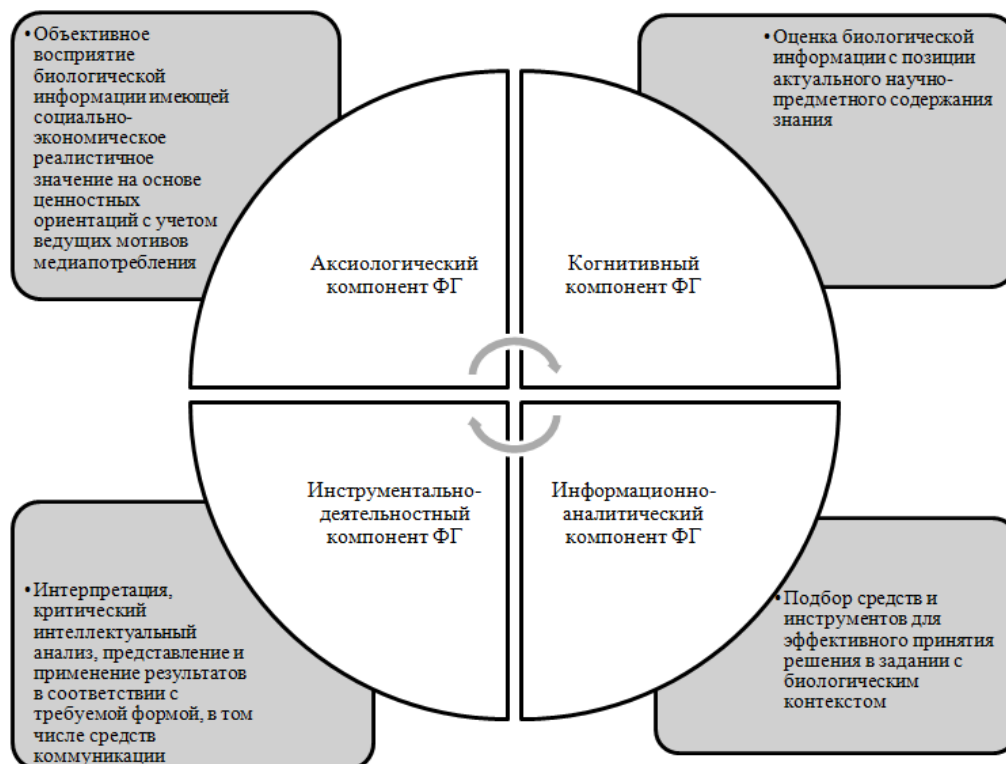 •Объективное
восприятие
биологической
информации имеющей
социально-
экономическое
реалистичное
значение на основе
ценностных
ориентаций с учетом
ведущих мотивов
медиапотребления
•Оценка биологической
информации с позиции
актуального научно-
предметного содержания
знания
Аксиологический
компонент ФГ
Когнитивный
компонент ФГ
Инструментально-
деятельностный
компонент ФГ
Информационно-
аналитический
компонент ФГ
•Интерпретация,
критический
интеллектуальный
анализ, представление и
применение результатов
в соответствии с
требуемой формой, в том
числе средств
коммуникации
•Подбор средств и
инструментов для
эффективного принятия
решения в задании с
биологическим
контекстом